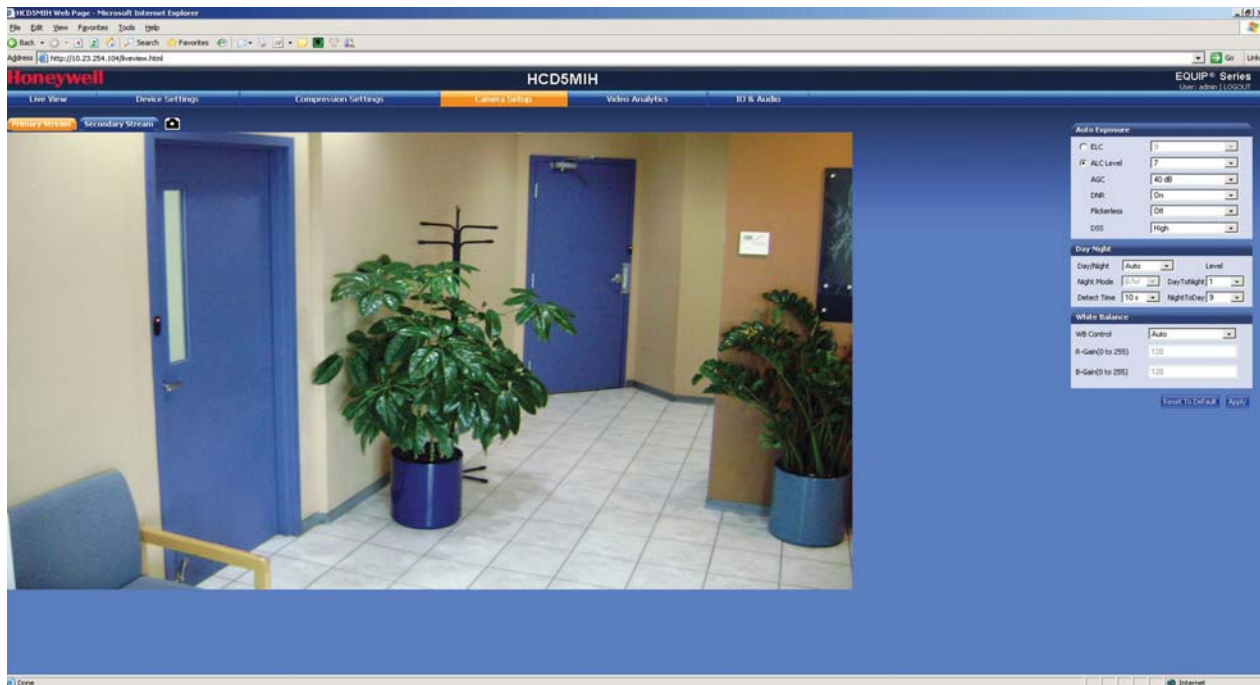 HCD5MIH Web Page - Microsoft Internet Explorer
File Edit View Favorites Tools Help
Back Search Favorites
Address http://10.23.254.104/liveview.html Go Links
Honeywell HCD5MIH EQUIP® Series
User: admin | LOGOUT
Live View Device Settings Compression Settings Camera Setup Video Analytics IO & Audio
Primary Stream Secondary Stream
Auto Exposure
ELC
ALC Level 7
AGC 40 dB
DNR On
Flickerless Off
DSS High
Day Night
Day/Night Auto Level
Night Mode B/W DayToNight 1
Detect Time 10 s NightToDay 9
White Balance
WB Control Auto
R-Gain(0 to 255) 128
B-Gain(0 to 255) 128
Reset To Default Apply
Done Internet